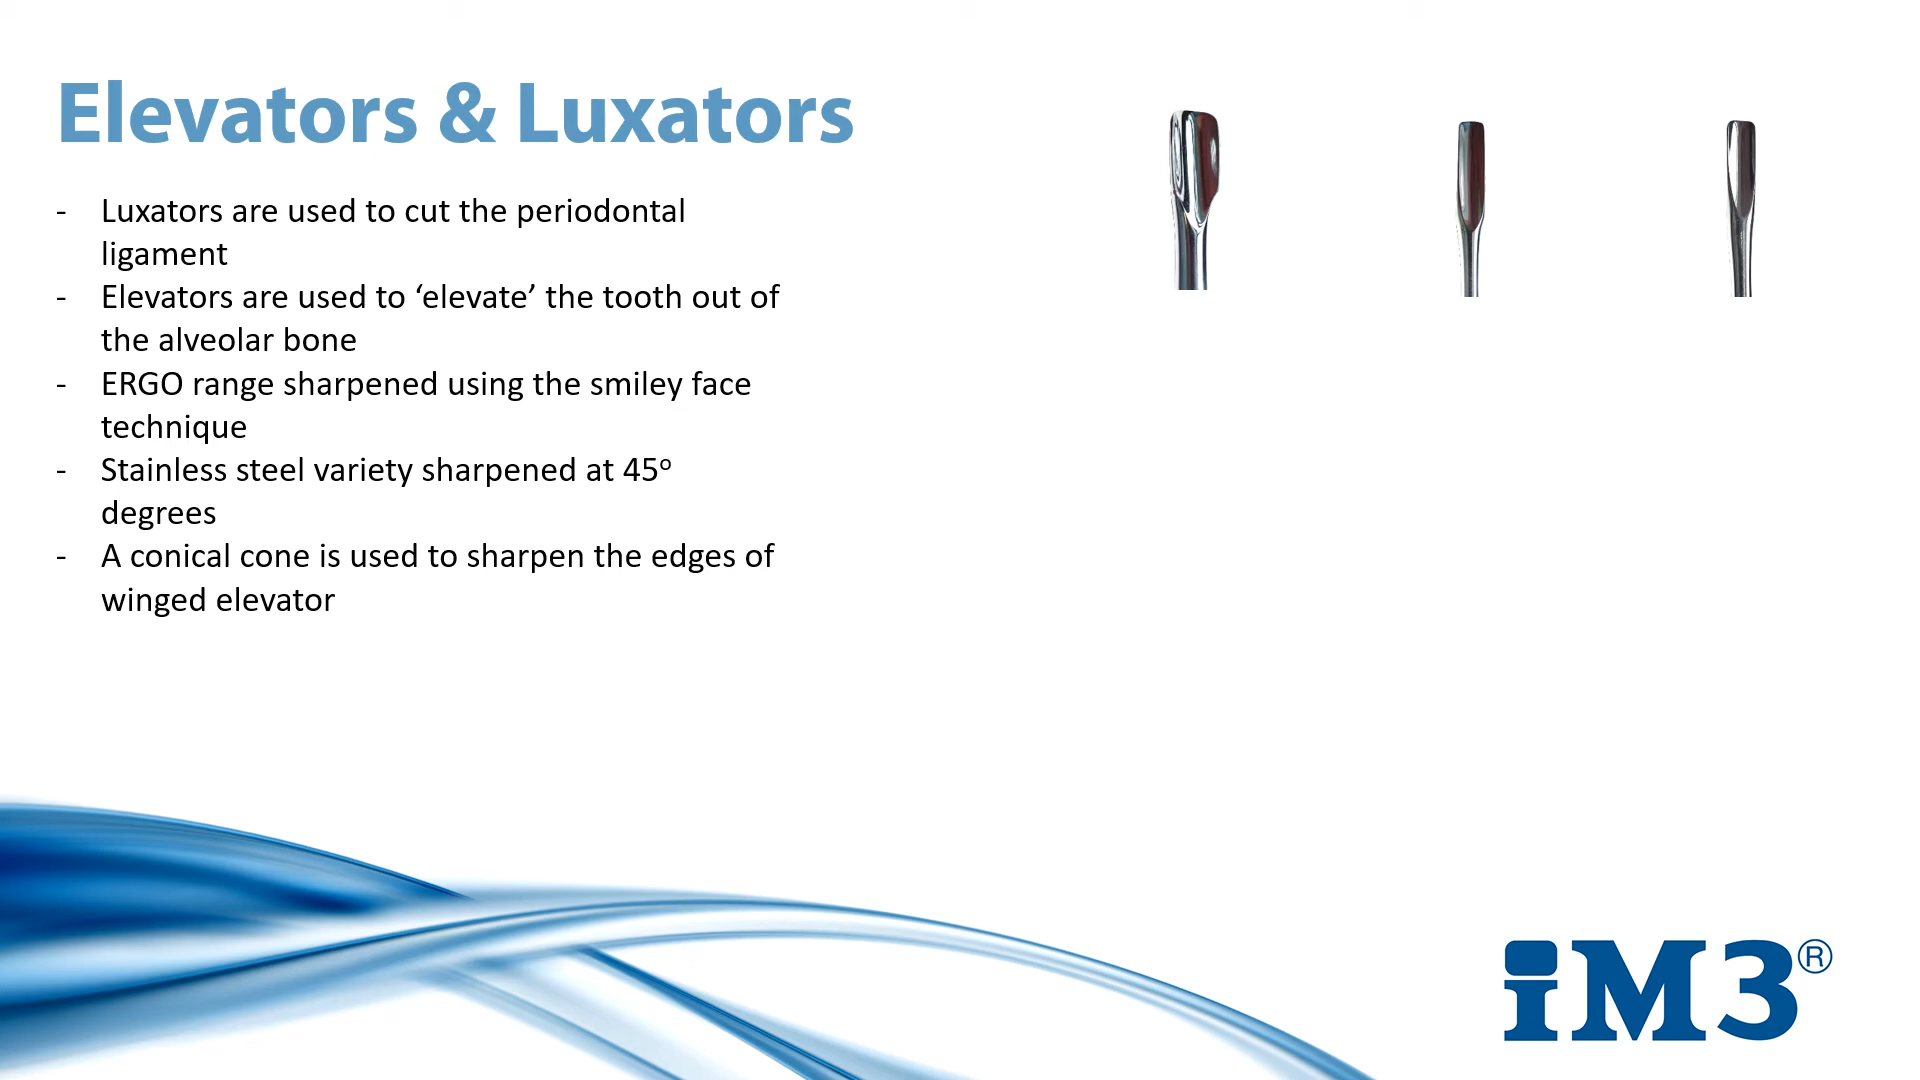 Elevators & Luxators
- Luxators are used to cut the periodontal
ligament
- Elevators are used to ‘elevate’ the tooth out of
the alveolar bone
- ERGO range sharpened using the smiley face
technique
- Stainless steel variety sharpened at 45º
degrees
- A conical cone is used to sharpen the edges of
winged elevator
iM3®